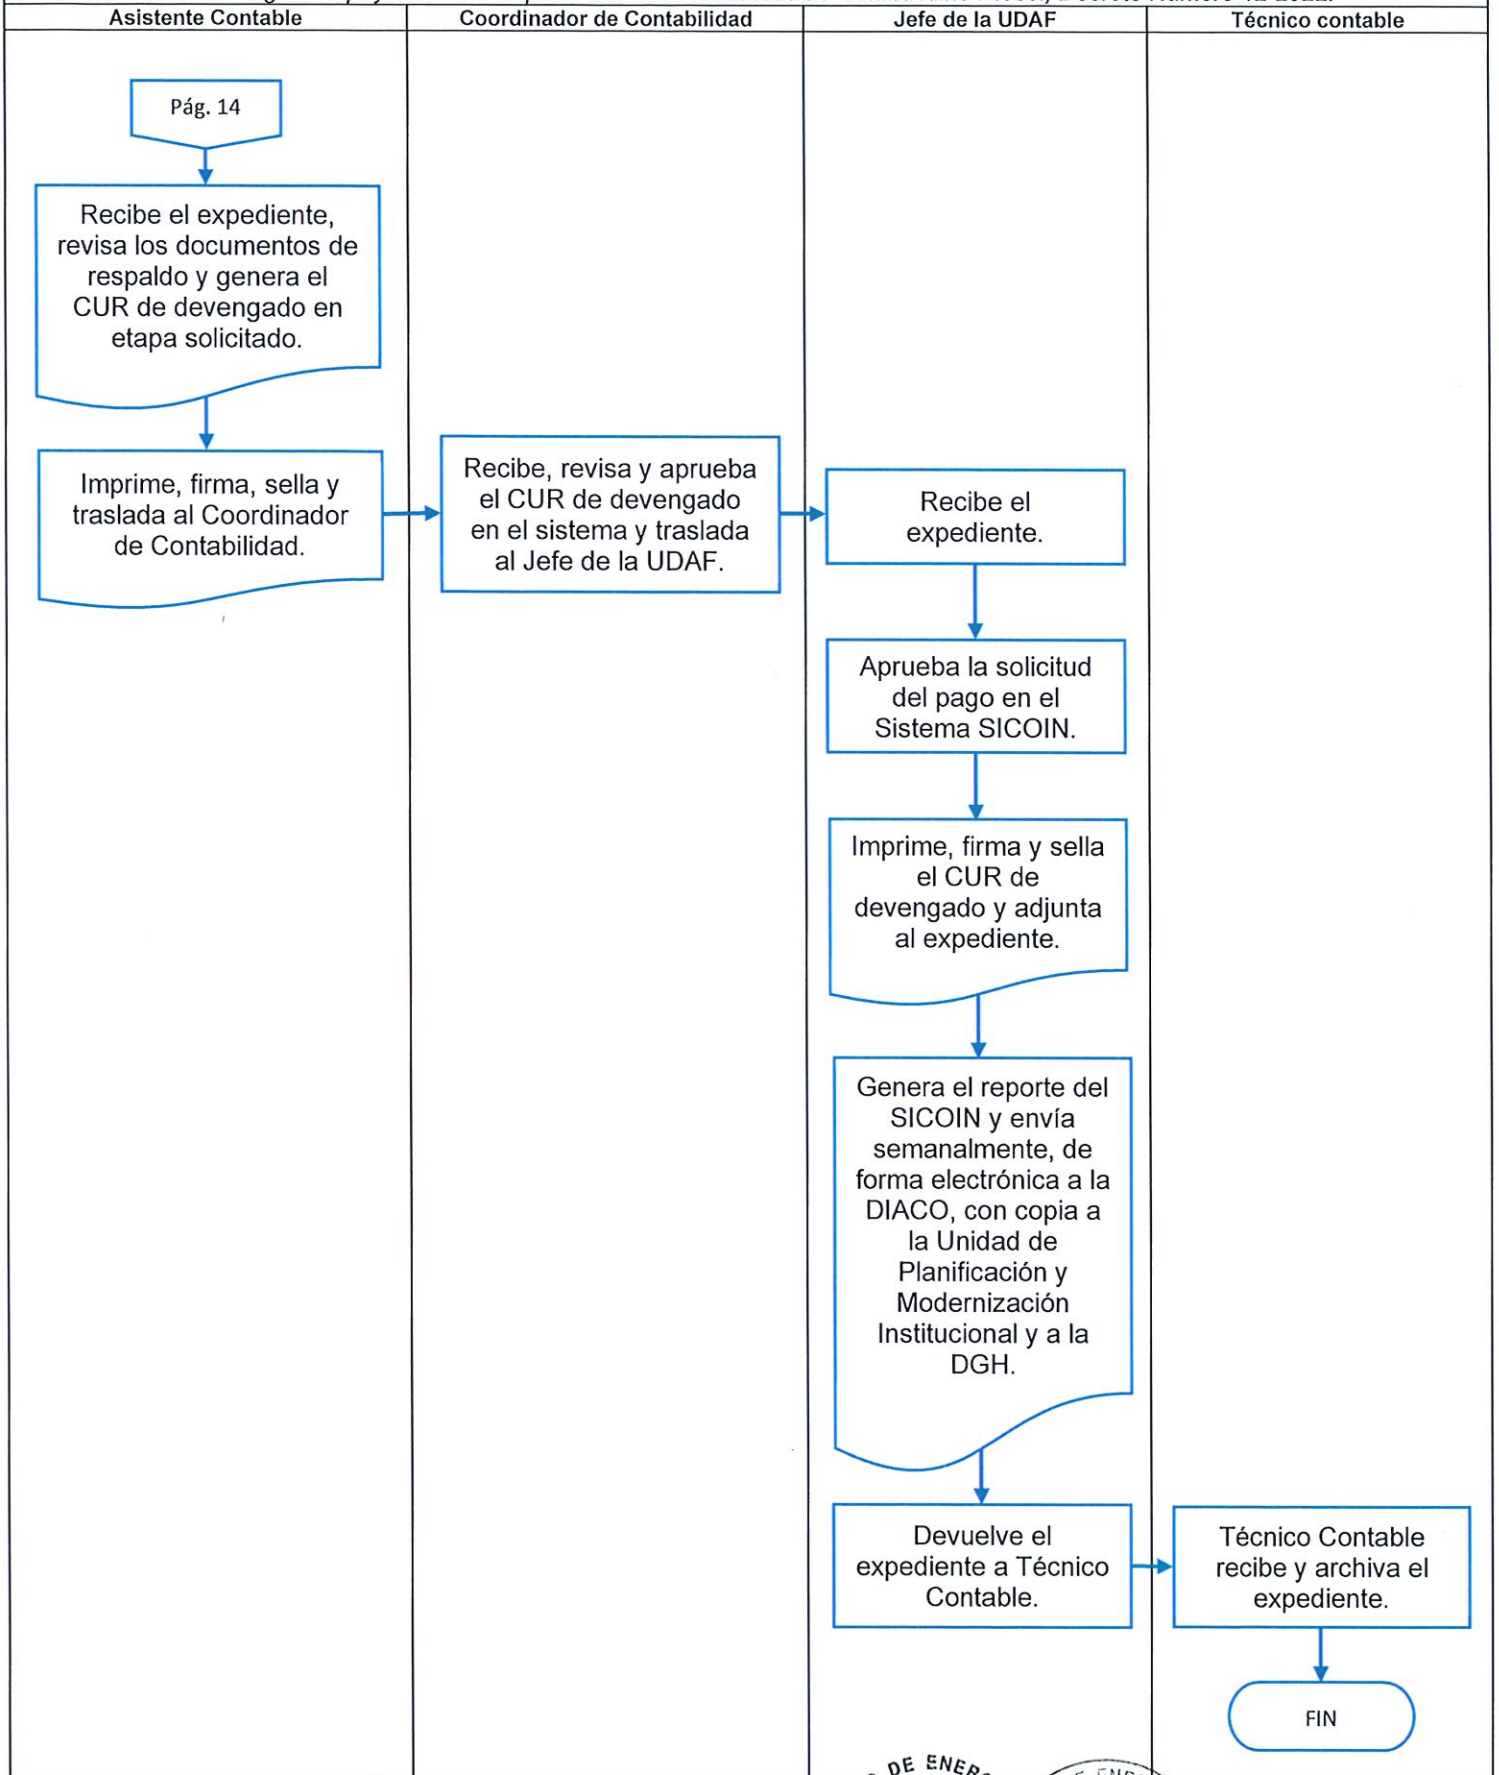 Asistente Contable
Coordinador de Contabilidad
Jefe de la UDAF
Técnico contable
Pág. 14
Recibe el expediente,
revisa los documentos de
respaldo y genera el
CUR de devengado en
etapa solicitado.
Imprime, firma, sella y
traslada al Coordinador
de Contabilidad.
Recibe, revisa y aprueba
el CUR de devengado
en el sistema y traslada
al Jefe de la UDAF.
Recibe el
expediente.
Aprueba la solicitud
del pago en el
Sistema SICOIN.
Imprime, firma y sella
el CUR de
devengado y adjunta
al expediente.
Genera el reporte del
SICOIN y envía
semanalmente, de
forma electrónica a la
DIACO, con copia a
la Unidad de
Planificación y
Modernización
Institucional y a la
DGH.
Devuelve el
expediente a Técnico
Contable.
Técnico Contable
recibe y archiva el
expediente.
FIN
DE